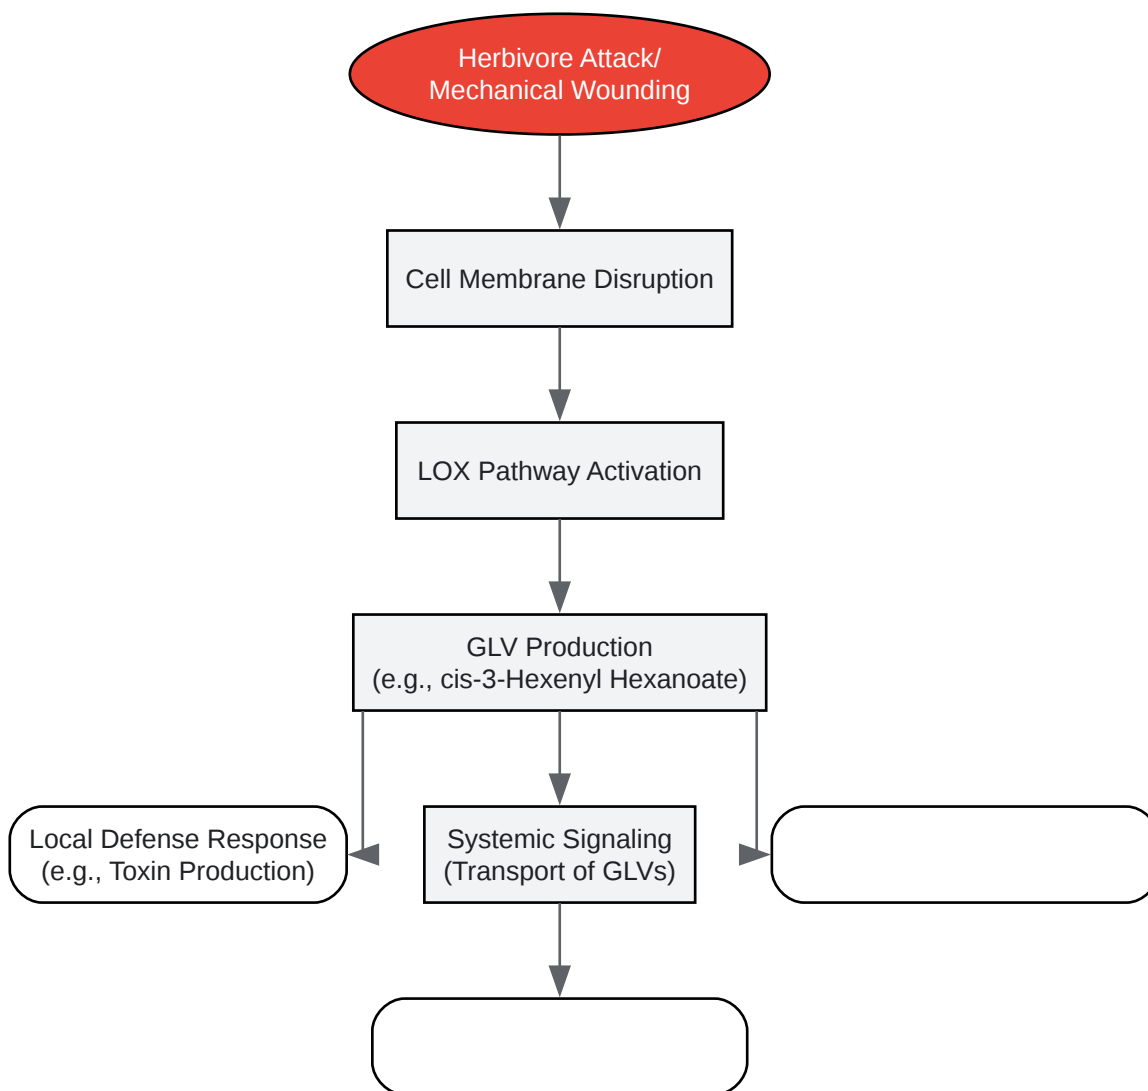 Herbivore Attack/
Mechanical Wounding
Cell Membrane Disruption
LOX Pathway Activation
GLV Production
(e.g., cis-3-Hexenyl Hexanoate)
Local Defense Response
(e.g., Toxin Production)
Systemic Signaling
(Transport of GLVs)